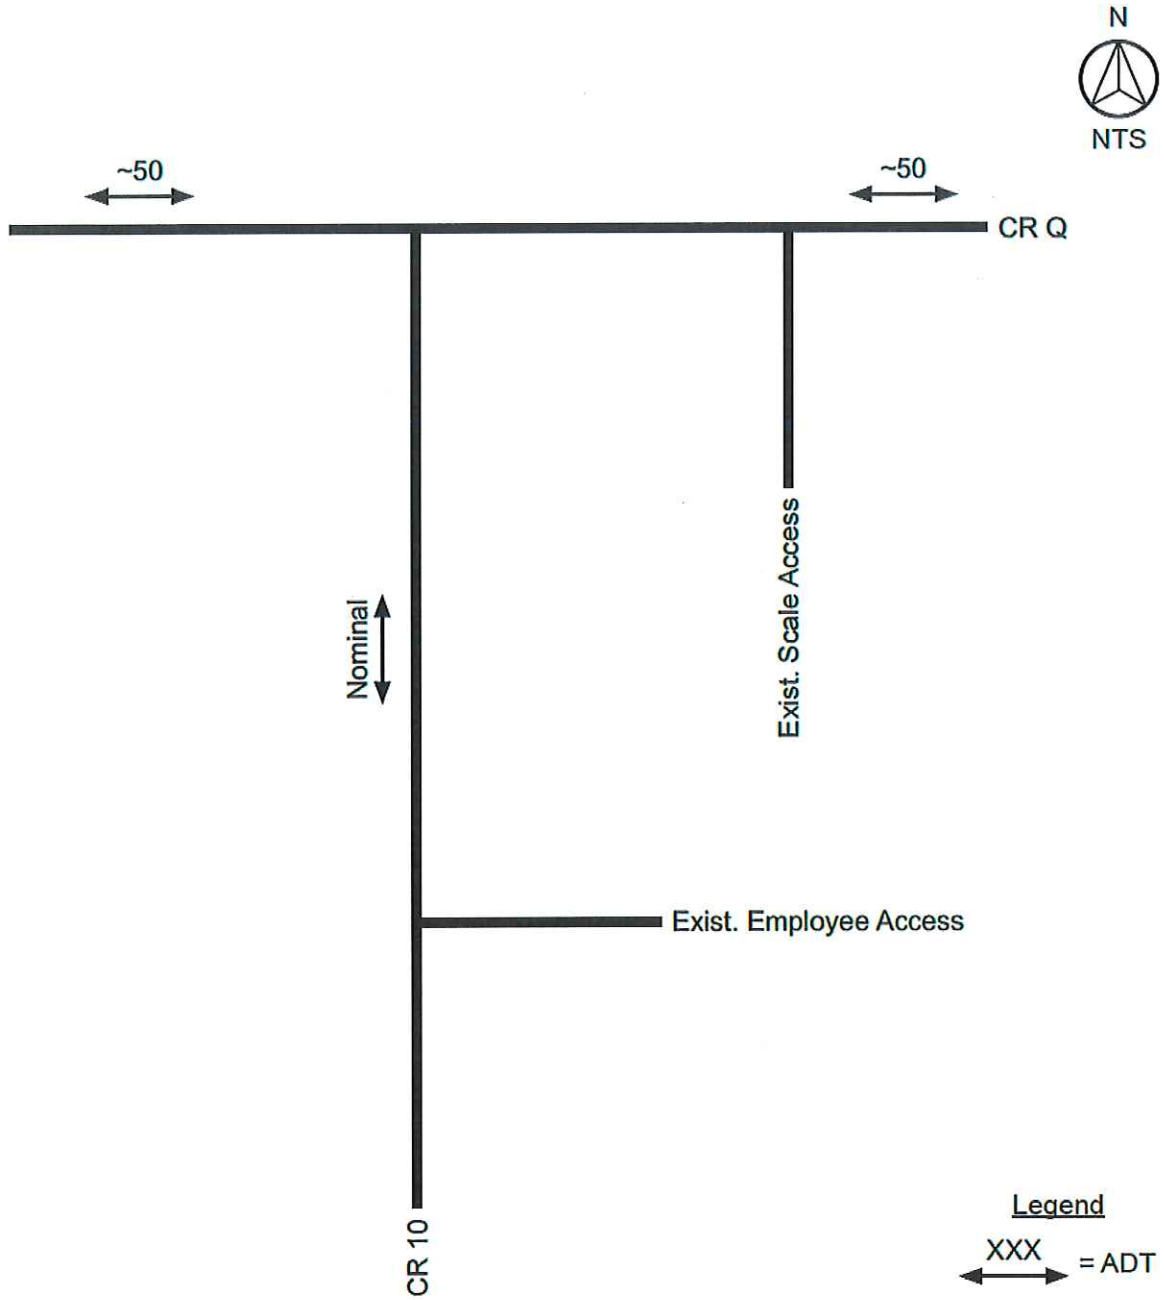 N
NTS
~50
~50
CR Q
Exist. Scale Access
Nominal
Exist. Employee Access
CR 10
Legend
XXX = ADT